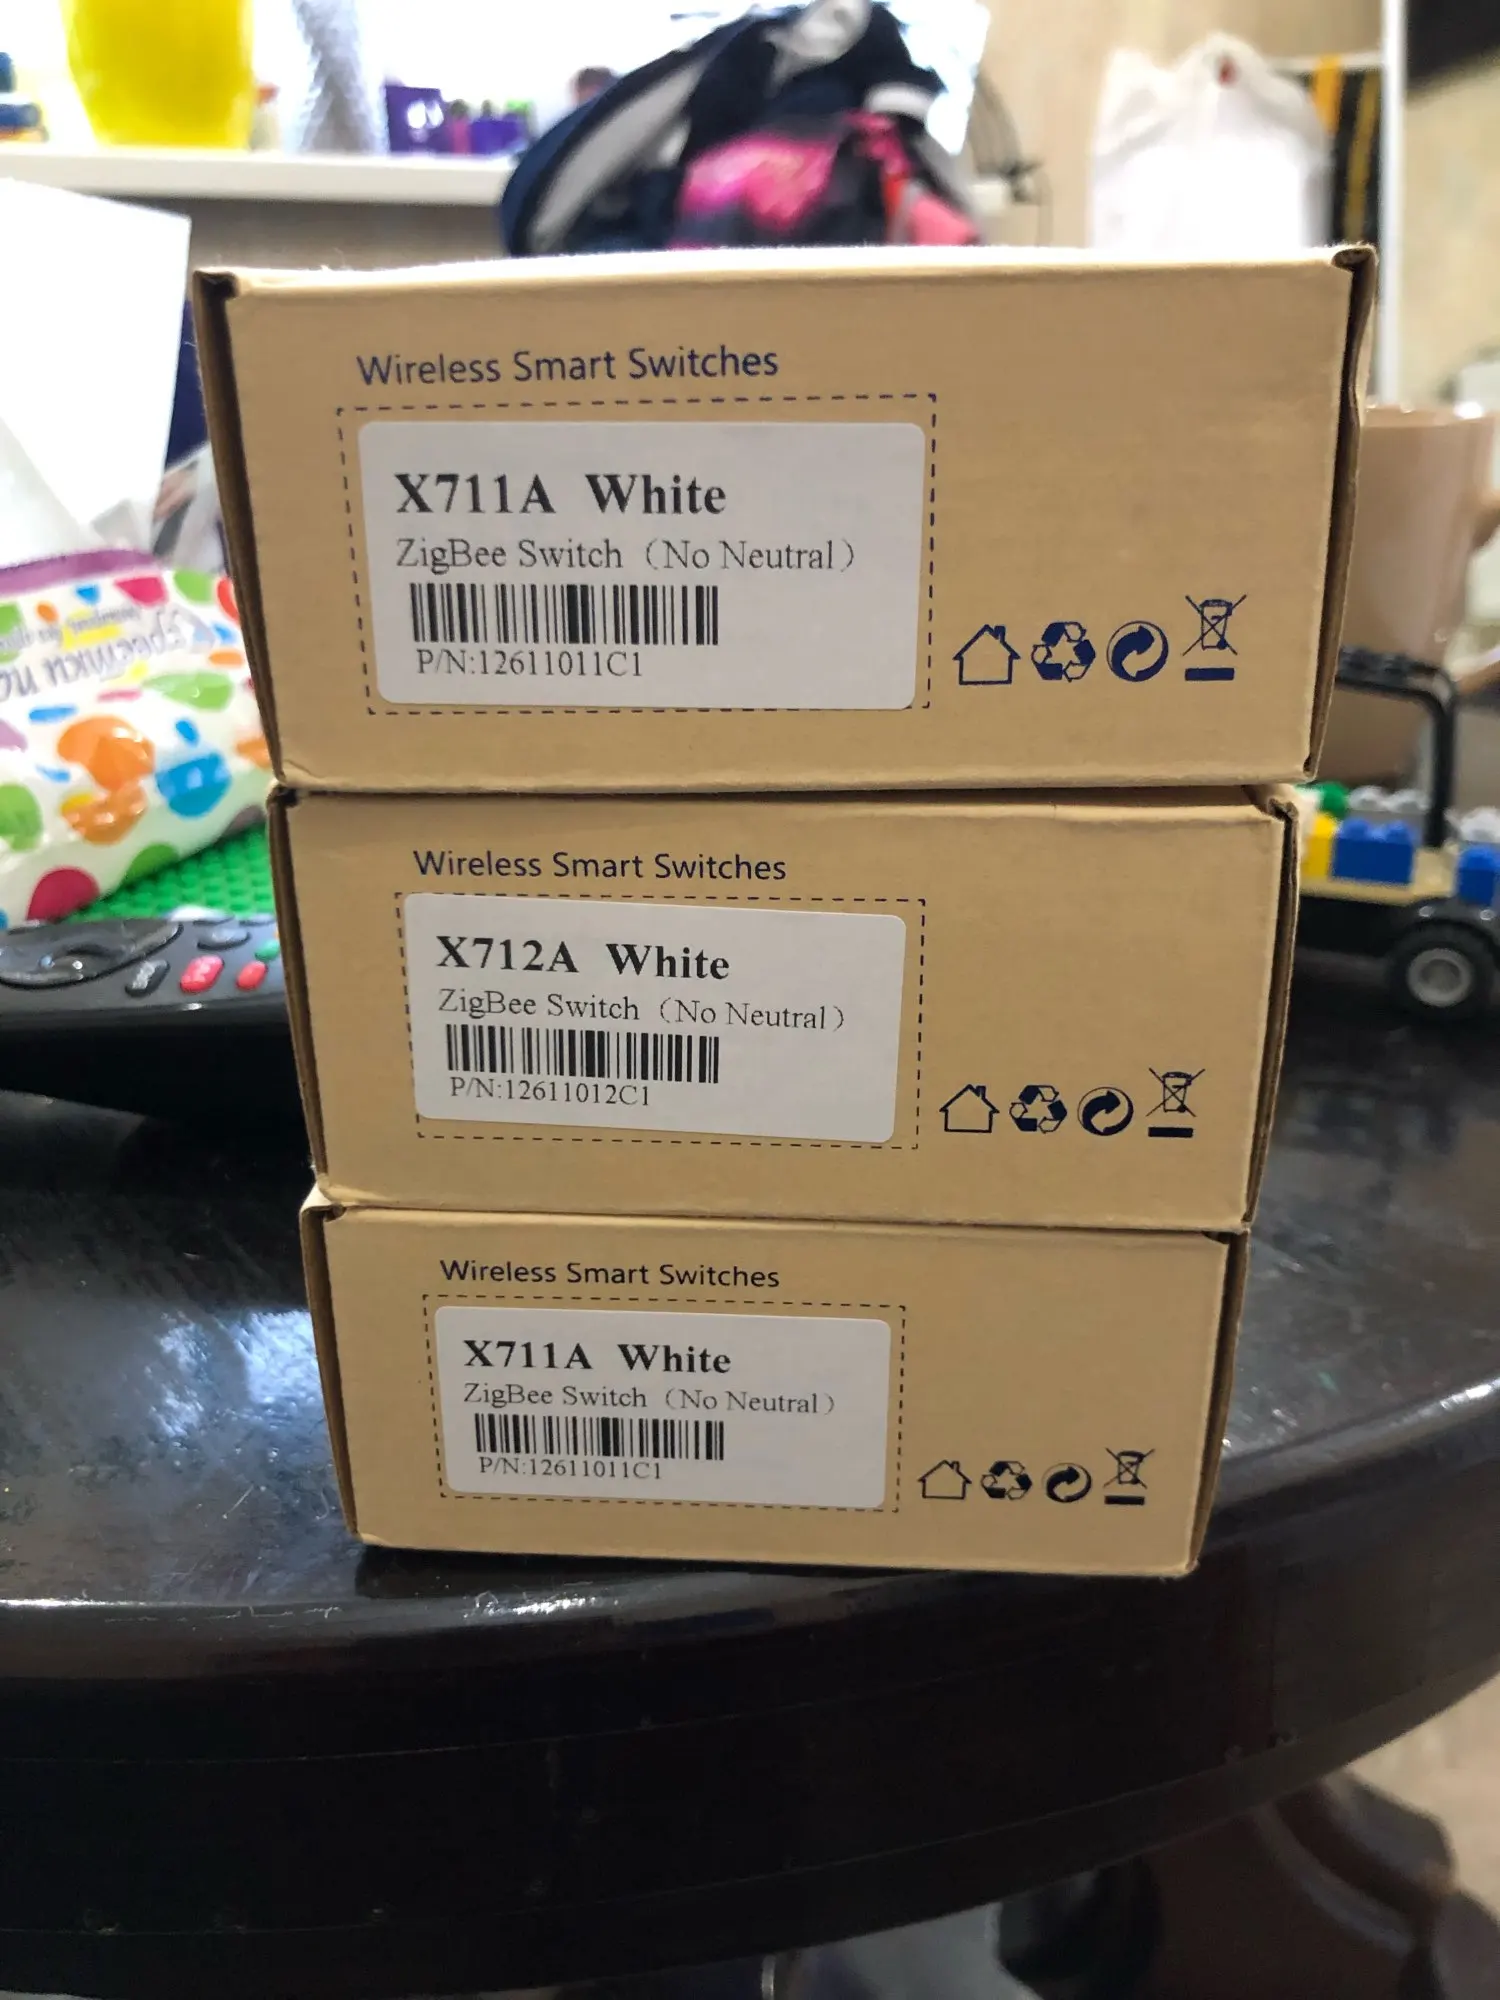 Wireless Smart Switches
X711A White
ZigBee Switch（No Neutral）
P/N:12611011C1
Wireless Smart Switches
X712A White
ZigBee Switch（No Neutral）
P/N:12611012C1
Wireless Smart Switches
X711A White
ZigBee Switch（No Neutral）
P/N:12611011C1